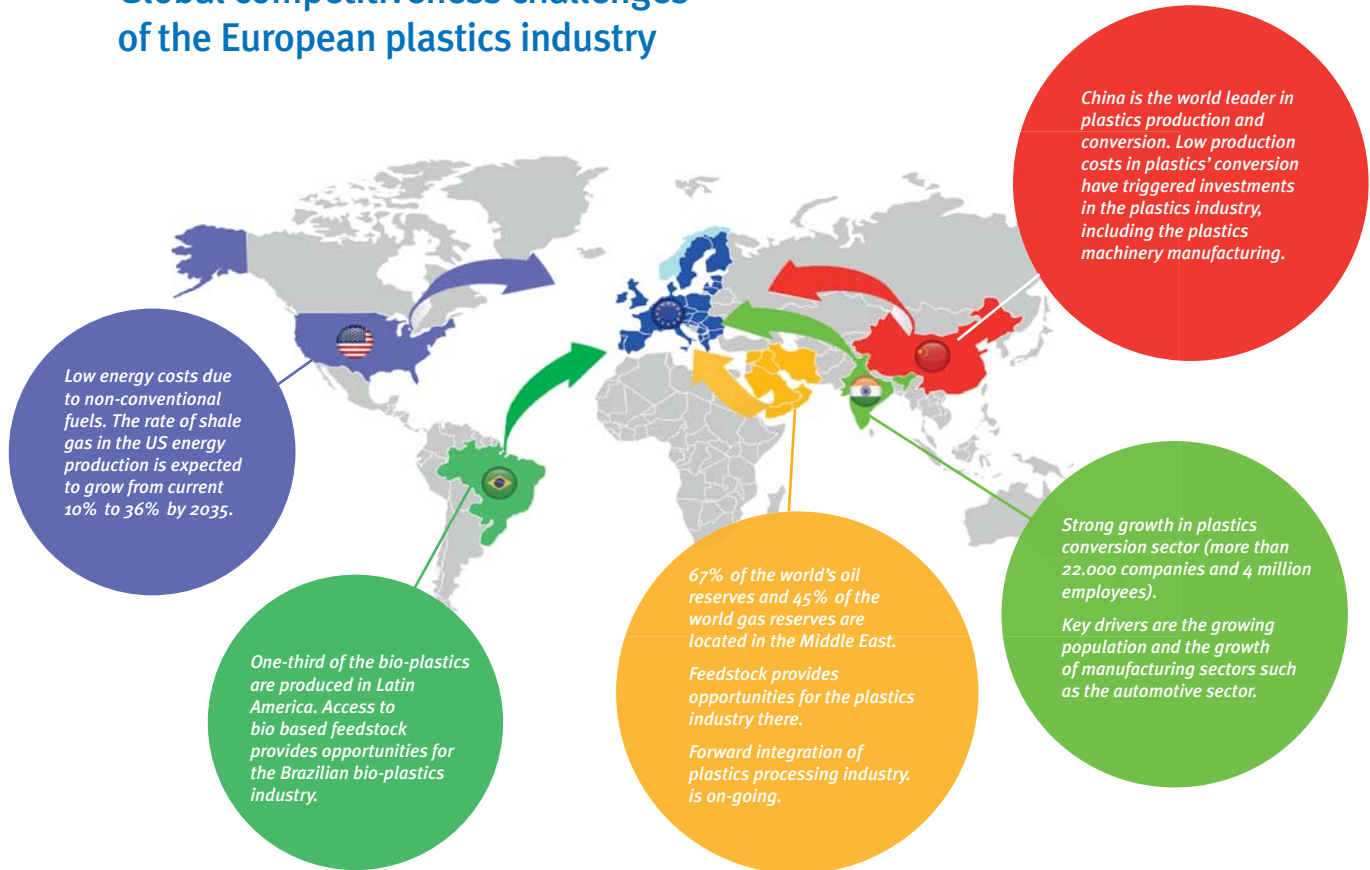 Global competitiveness challenges
of the European plastics industry
China is the world leader in
plastics production and
conversion. Low production
costs in plastics’ conversion
have triggered investments
in the plastics industry,
including the plastics
machinery manufacturing.
Low energy costs due
to non-conventional
fuels. The rate of shale
gas in the US energy
production is expected
to grow from current
10% to 36% by 2035.
One-third of the bio-plastics
are produced in Latin
America. Access to
bio based feedstock
provides opportunities for
the Brazilian bio-plastics
industry.
67% of the world’s oil
reserves and 45% of the
world gas reserves are
located in the Middle East.
Feedstock provides
opportunities for the plastics
industry there.
Forward integration of
plastics processing industry.
is on-going.
Strong growth in plastics
conversion sector (more than
22.000 companies and 4 million
employees).
Key drivers are the growing
population and the growth
of manufacturing sectors such
as the automotive sector.